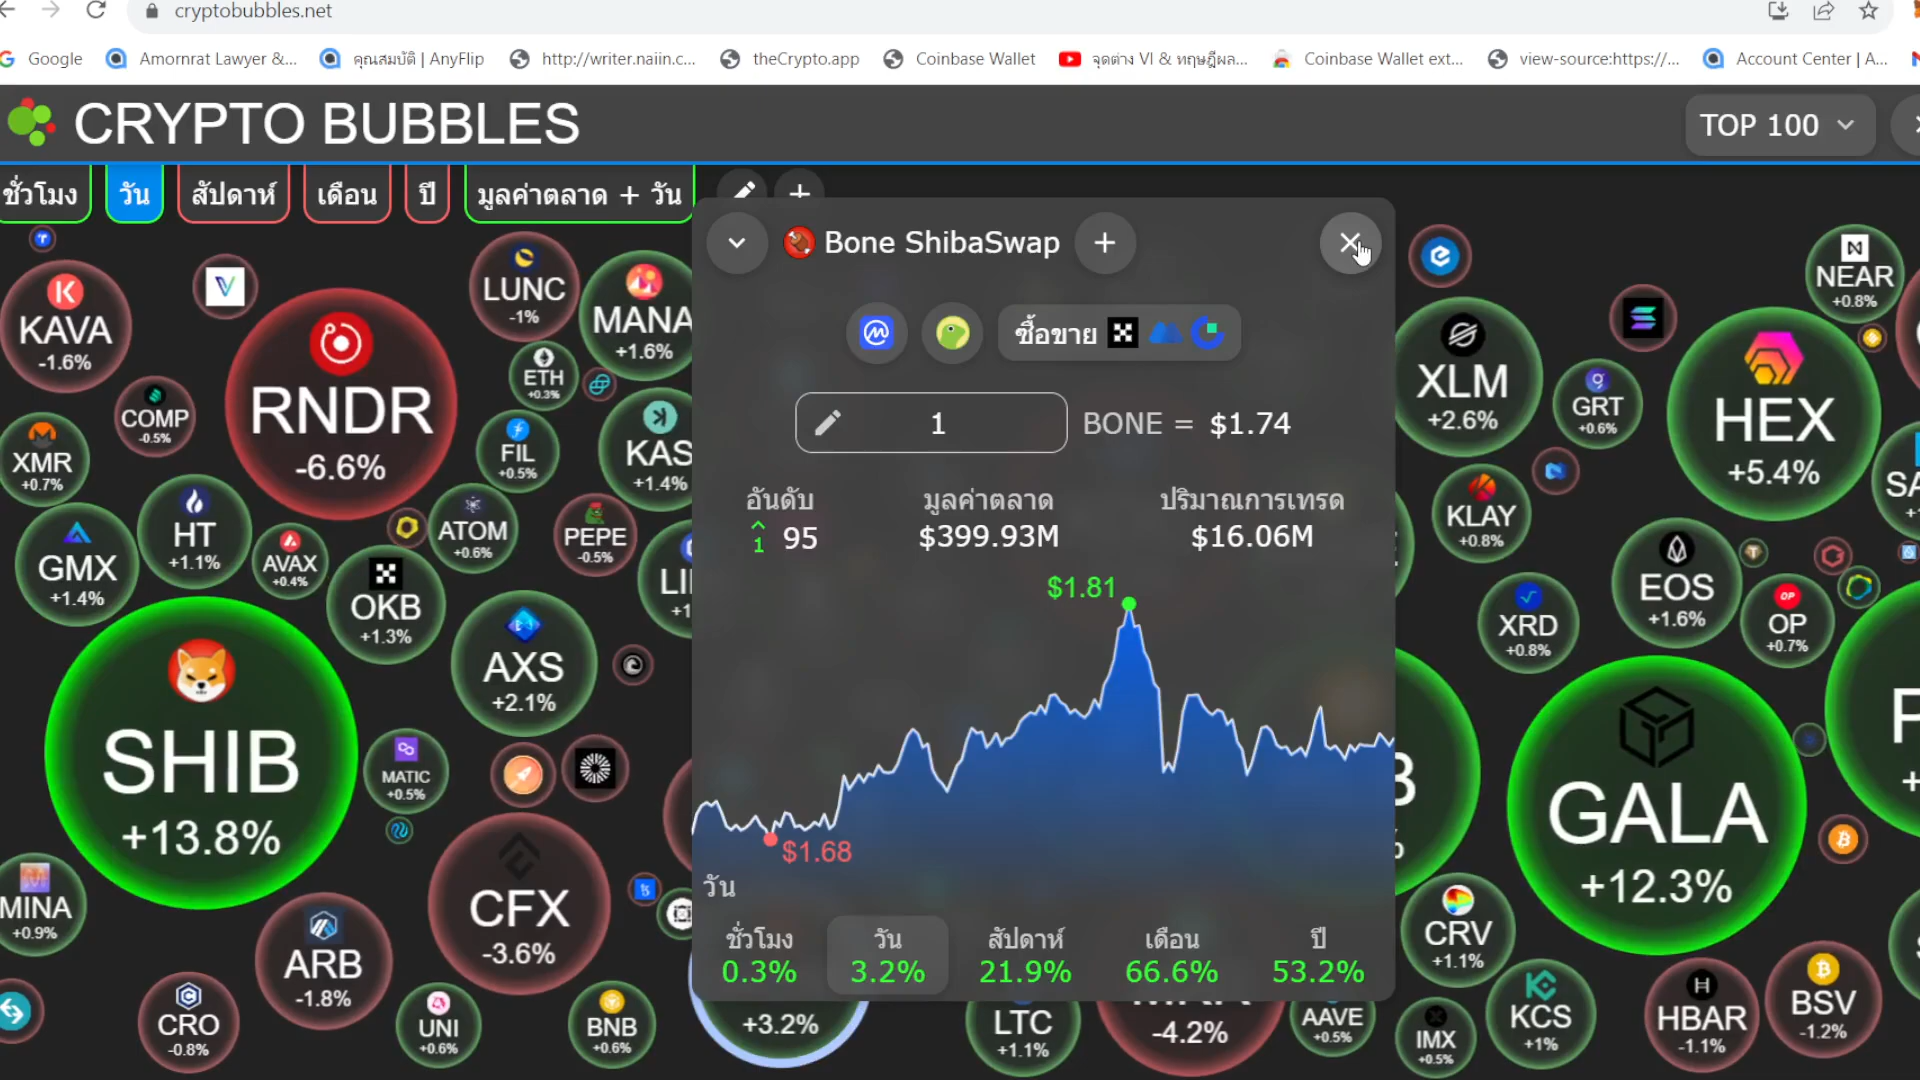 cryptobubbles.net
Google
Amornrat Lawyer &...
คุณสมบัติ | AnyFlip
http://writer.naiin.c...
theCrypto.app
Coinbase Wallet
จุดต่าง VI & ทฤษฎีผล...
Coinbase Wallet ext...
view-source:https://...
Account Center | A...
CRYPTO BUBBLES
TOP 100
ชั่วโมง
วัน
สัปดาห์
เดือน
ปี
มูลค่าตลาด + วัน
Bone ShibaSwap
ซื้อขาย
1
BONE = $1.74
อันดับ
มูลค่าตลาด
ปริมาณการเทรด
1
95
$399.93M
$16.06M
$1.81
$1.68
วัน
ชั่วโมง
วัน
สัปดาห์
เดือน
ปี
0.3%
3.2%
21.9%
66.6%
53.2%
KAVA
-1.6%
RNDR
-6.6%
LUNC
-1%
MANA
+1.6%
ETH
+0.3%
COMP
-0.5%
FIL
+0.5%
KAS
+1.4%
XMR
+0.7%
HT
+1.1%
ATOM
+0.6%
PEPE
-0.5%
GMX
+1.4%
AVAX
+0.4%
OKB
+1.3%
AXS
+2.1%
SHIB
+13.8%
MATIC
+0.5%
CFX
-3.6%
MINA
+0.9%
ARB
-1.8%
CRO
-0.8%
UNI
+0.6%
BNB
+0.6%
+3.2%
LTC
+1.1%
-4.2%
AAVE
+0.5%
NEAR
+0.8%
XLM
+2.6%
GRT
+0.6%
HEX
+5.4%
KLAY
+0.8%
EOS
+1.6%
XRD
+0.8%
OP
OP
+0.7%
GALA
+12.3%
CRV
+1.1%
KCS
+1%
IMX
+0.5%
HBAR
-1.1%
BSV
-1.2%